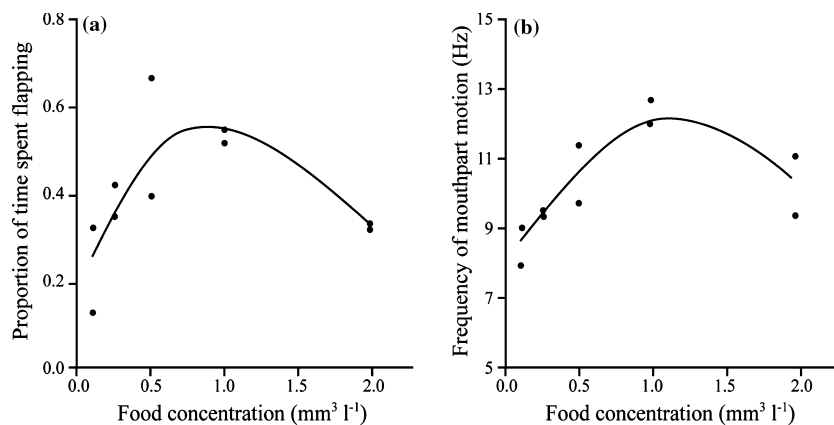 (a)
Proportion of time spent flapping
0.8
0.6
0.4
0.2
0.0
0.0 0.5 1.0 1.5 2.0
Food concentration (mm³ l⁻¹)
(b)
Frequency of mouthpart motion (Hz)
15
13
11
9
7
5
0.0 0.5 1.0 1.5 2.0
Food concentration (mm³ l⁻¹)